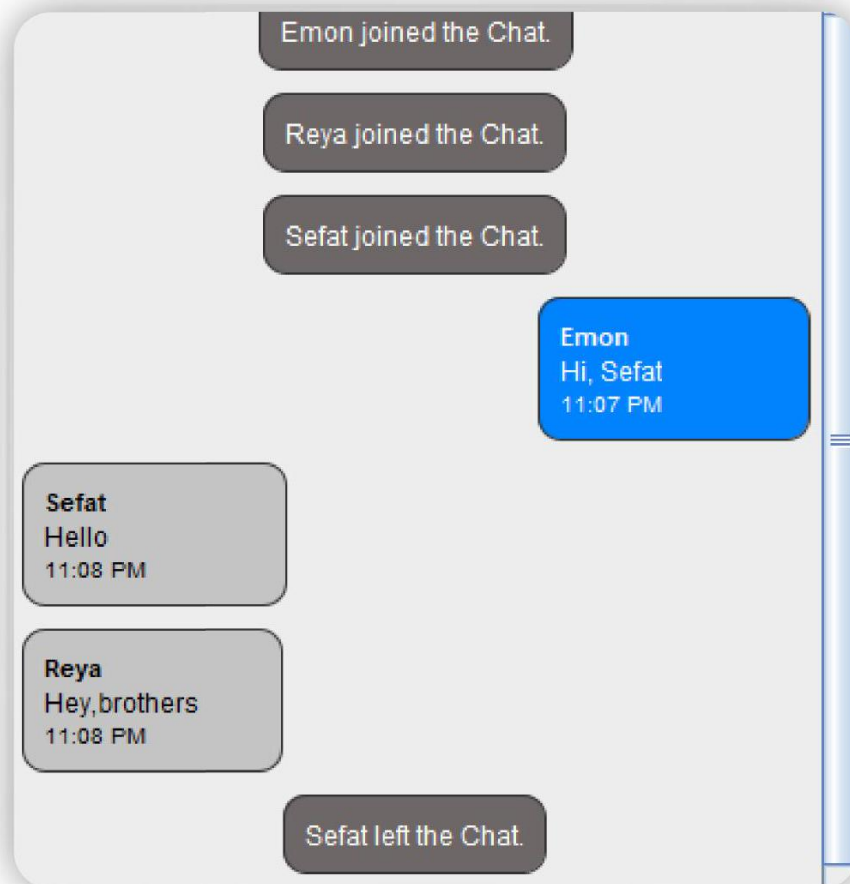 Emon joined the Chat.
Reya joined the Chat.
Sefat joined the Chat.
Emon
Hi, Sefat
11:07 PM
Sefat
Hello
11:08 PM
Reya
Hey,brothers
11:08 PM
Sefat left the Chat.